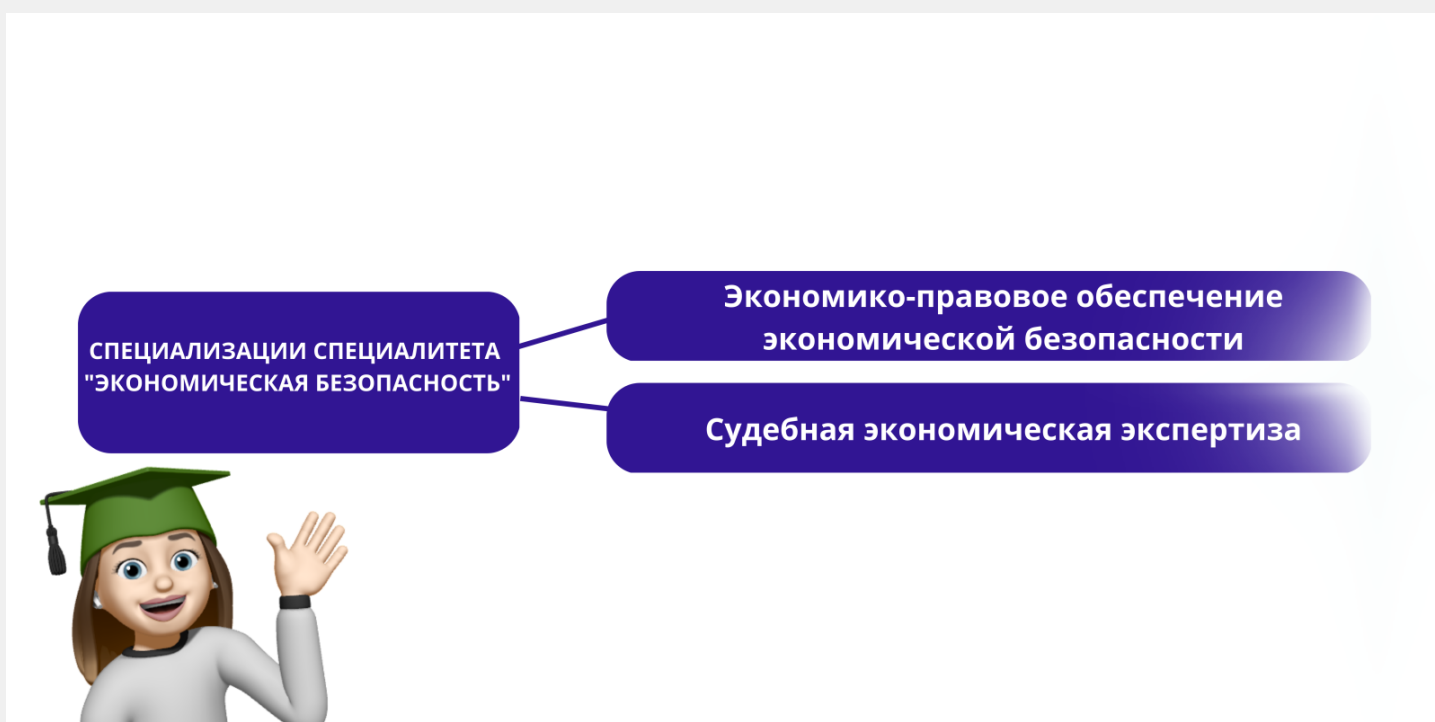 СПЕЦИАЛИЗАЦИИ СПЕЦИАЛИТЕТА
"ЭКОНОМИЧЕСКАЯ БЕЗОПАСНОСТЬ"
Экономико-правовое обеспечение
экономической безопасности
Судебная экономическая экспертиза